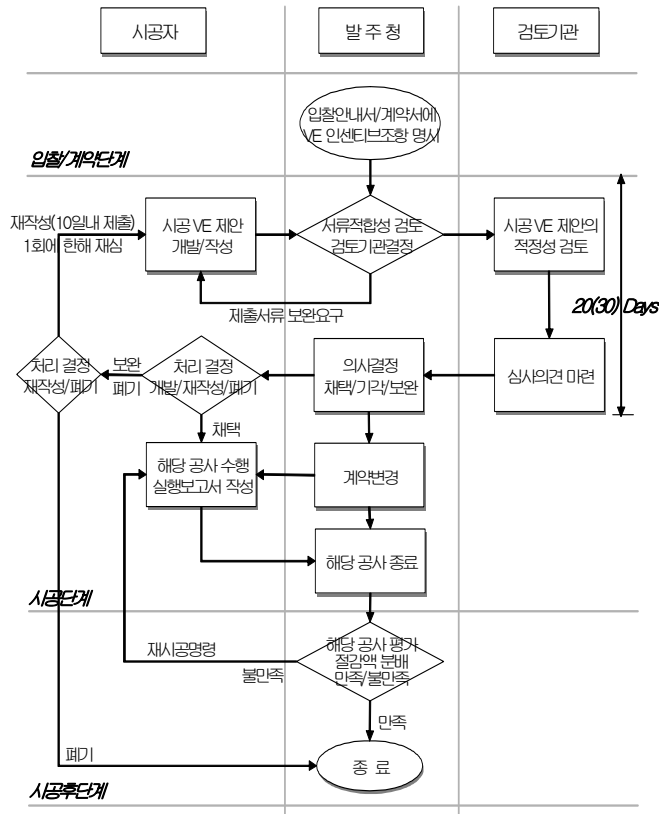 시공자
발 주 청
검토기관
입찰안내서/계약서에
VE 인센티브조항 명시
입찰/계약단계
재작성(10일내 제출)
1회에 한해 재심
시공 VE 제안
개발/작성
서류적합성 검토
검토기관결정
시공 VE 제안의
적정성 검토
20(30) Days
제출서류 보완요구
처리 결정
재작성/폐기
보완
폐기
처리 결정
개발/재작성/폐기
의사결정
채택/기각/보완
심사의견 마련
채택
해당 공사 수행
실행보고서 작성
계약변경
해당 공사 종료
시공단계
해당 공사 평가
절감액 분배
만족/불만족
재시공명령
불만족
만족
폐기
종 료
시공후단계